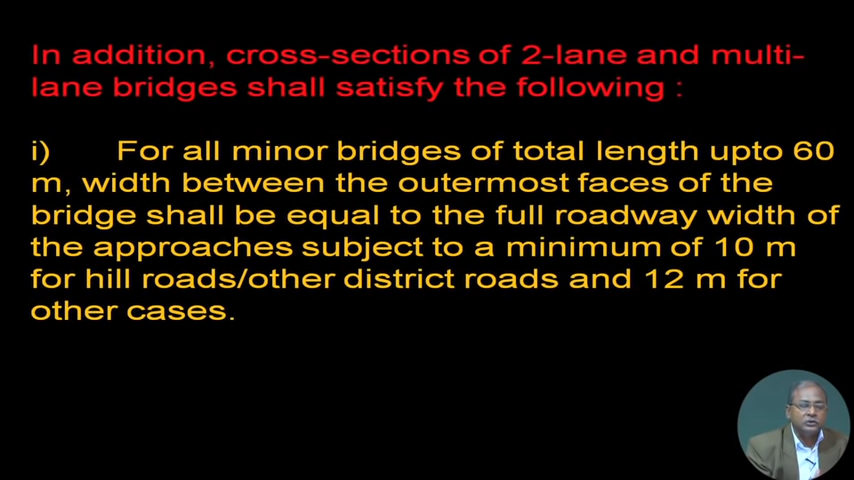 In addition, cross-sections of 2-lane and multi-
lane bridges shall satisfy the following :
i) For all minor bridges of total length upto 60
m, width between the outermost faces of the
bridge shall be equal to the full roadway width of
the approaches subject to a minimum of 10 m
for hill roads/other district roads and 12 m for
other cases.